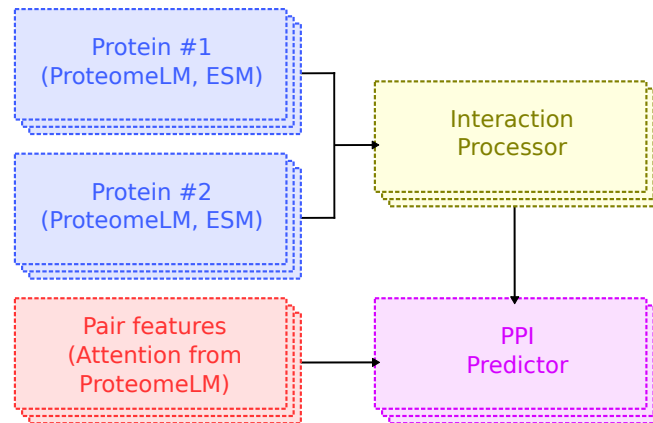 Protein #1
(ProteomeLM, ESM)
Interaction
Processor
Protein #2
(ProteomeLM, ESM)
Pair features
(Attention from
ProteomeLM)
PPI
Predictor